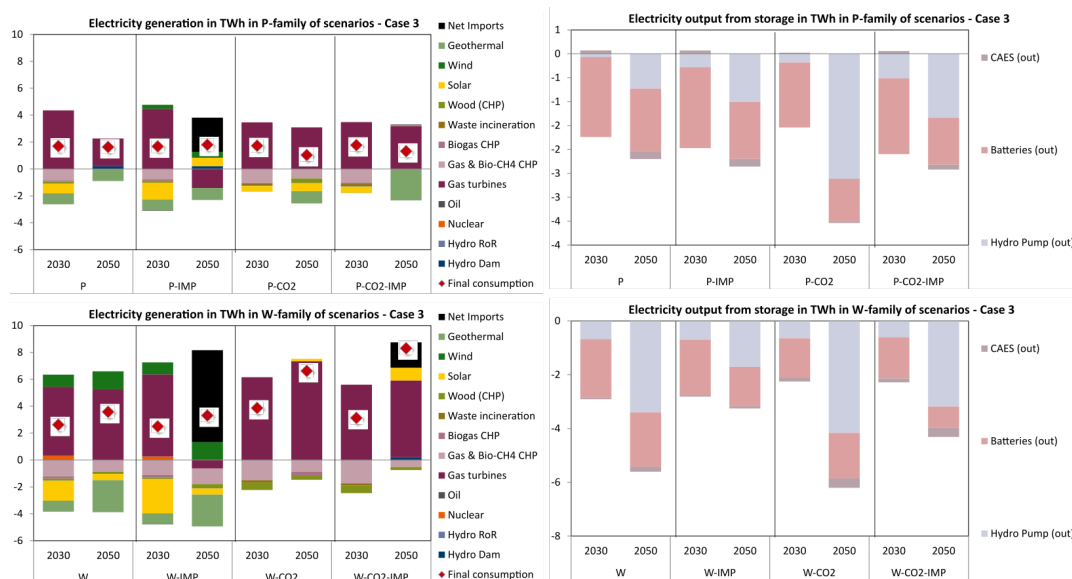 Electricity generation in TWh in P-family of scenarios - Case 3
10
8
6
4
2
0
-2
-4
-6
2030 2050 2030 2050 2030 2050 2030 2050
P P-IMP P-CO2 P-CO2-IMP
Net Imports
Geothermal
Wind
Solar
Wood (CHP)
Waste incineration
Biogas CHP
Gas & Bio-CH4 CHP
Gas turbines
Oil
Nuclear
Hydro RoR
Hydro Dam
Final consumption
Electricity output from storage in TWh in P-family of scenarios - Case 3
1
0
-1
-1
-2
-2
-3
-3
-4
-4
2030 2050 2030 2050 2030 2050 2030 2050
P P-IMP P-CO2 P-CO2-IMP
CAES (out)
Batteries (out)
Hydro Pump (out)
Electricity generation in TWh in W-family of scenarios - Case 3
10
8
6
4
2
0
-2
-4
-6
2030 2050 2030 2050 2030 2050 2030 2050
W W-IMP W-CO2 W-CO2-IMP
Net Imports
Geothermal
Wind
Solar
Wood (CHP)
Waste incineration
Biogas CHP
Gas & Bio-CH4 CHP
Gas turbines
Oil
Nuclear
Hydro RoR
Hydro Dam
Final consumption
Electricity output from storage in TWh in W-family of scenarios - Case 3
0
-2
-4
-6
-8
2030 2050 2030 2050 2030 2050 2030 2050
W W-IMP W-CO2 W-CO2-IMP
CAES (out)
Batteries (out)
Hydro Pump (out)